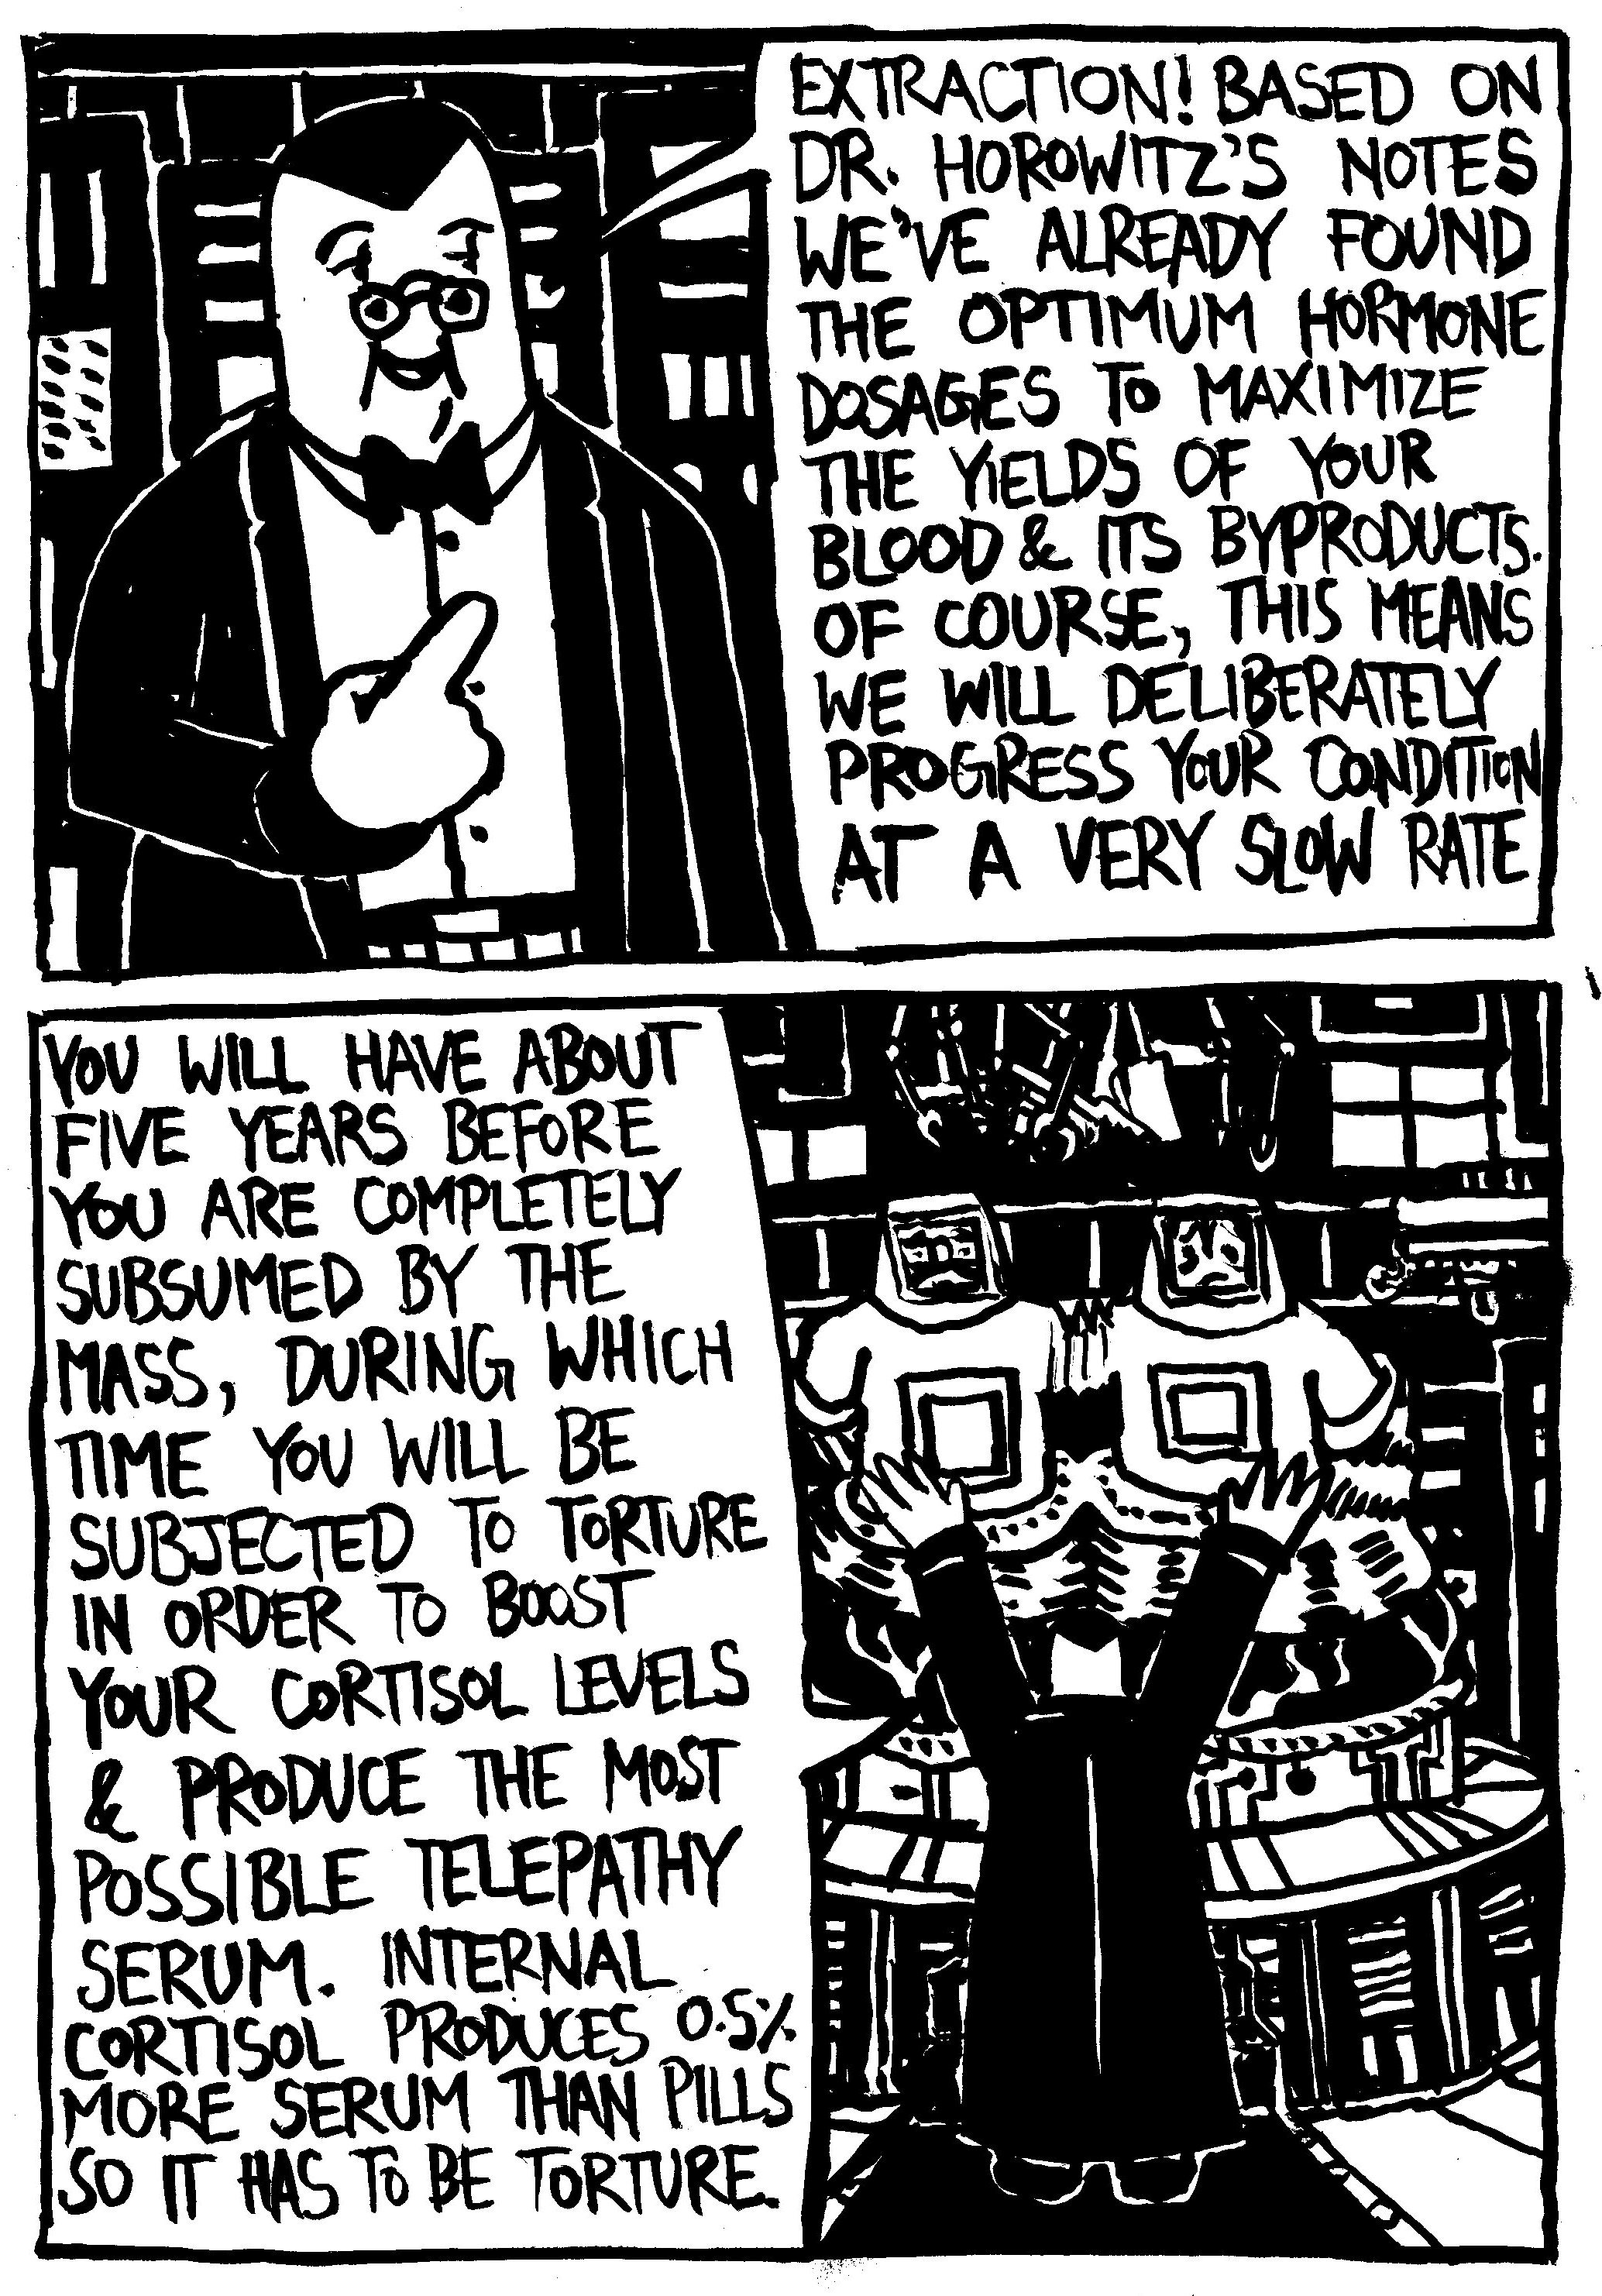 EXTRACTION! BASED ON
DR. HOROWITZ'S NOTES
WE'VE ALREADY FOUND
THE OPTIMUM HORMONE
DOSAGES TO MAXIMIZE
THE YIELDS OF YOUR
BLOOD & ITS BYPRODUCTS.
OF COURSE, THIS MEANS
WE WILL DELIBERATELY
PROGRESS YOUR CONDITION
AT A VERY SLOW RATE
YOU WILL HAVE ABOUT
FIVE YEARS BEFORE
YOU ARE COMPLETELY
SUBSUMED BY THE
MASS, DURING WHICH
TIME YOU WILL BE
SUBJECTED TO TORTURE
IN ORDER TO BOOST
YOUR CORTISOL LEVELS
& PRODUCE THE MOST
POSSIBLE TELEPATHY
SERUM. INTERNAL
CORTISOL PRODUCES 0.5%
MORE SERUM THAN PILLS
SO IT HAS TO BE TORTURE.